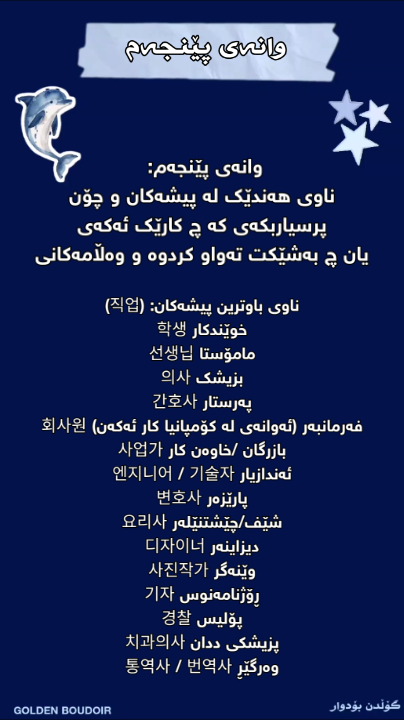 وانەی پێنجەم
وانەی پێنجەم:
ناوی هەندێک لە پیشەکان و چۆن
پرسیاربکەی کە چ کارێک ئەکەی
یان چ بەشێکت تەواو کردوە و وەڵامەکانی
ناوی باوترین پیشەکان: (직업)
خوێندکار 학생
مامۆستا 선생님
بزیشک 의사
پەرستار 간호사
فەرمانبەر (ئەوانەی لە کۆمپانیا کار ئەکەن) 회사원
بازرگان /خاوەن کار 사업가
ئەندازیار 엔지니어 / 기술자
پارێزەر 변호사
شێف/چێشتنێلەر 요리사
دیزاینەر 디자이너
وێنەگر 사진작가
ڕۆژنامەنوس 기자
پۆلیس 경찰
پزیشکی ددان 치과의사
وەرگێڕ 통역사 / 번역사
GOLDEN BOUDOIR
گۆڵدن بۆدوار